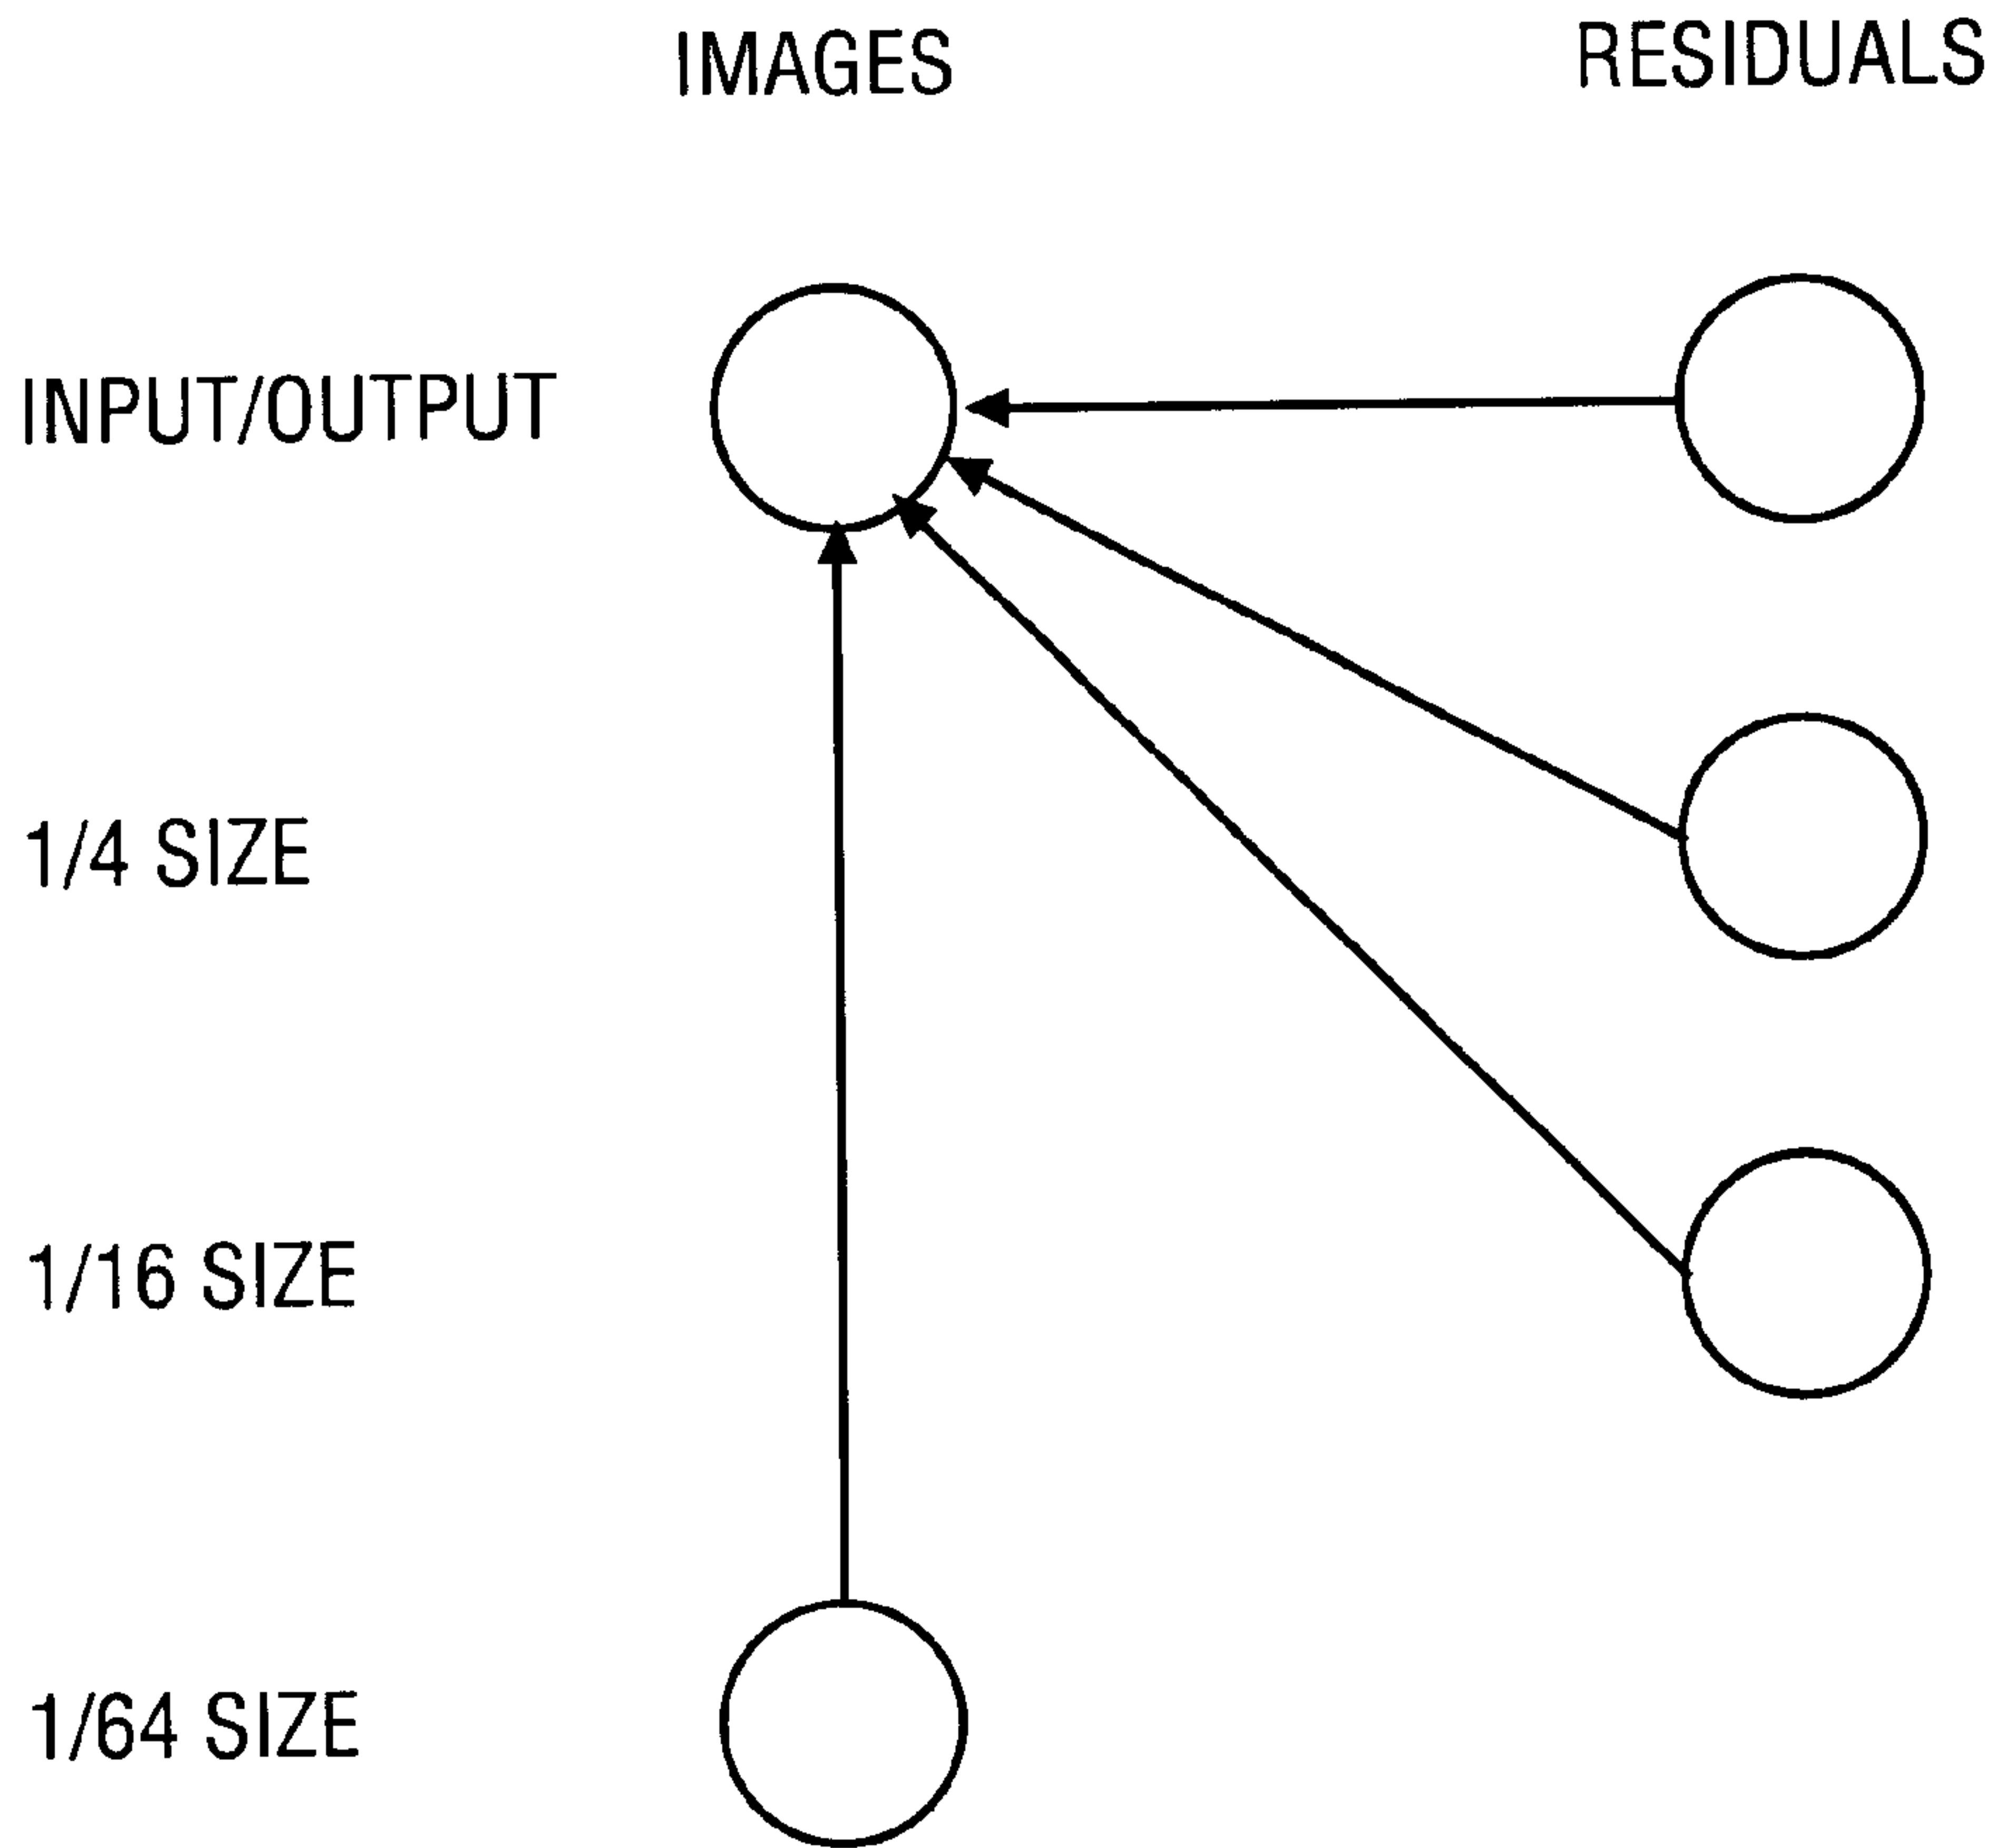 IMAGES
RESIDUALS
INPUT/OUTPUT
1/4 SIZE
1/16 SIZE
1/64 SIZE